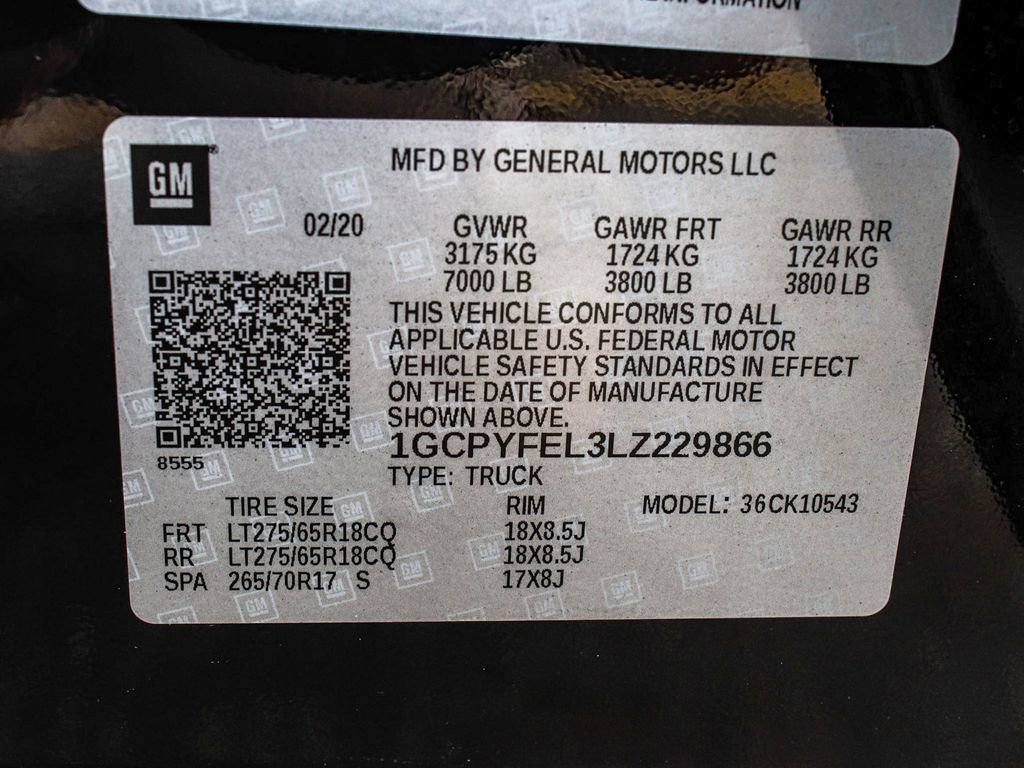 INFORMATION
GM
MFD BY GENERAL MOTORS LLC
02/20 GVWR GAWR FRT GAWR RR
3175 KG 1724 KG 1724 KG
7000 LB 3800 LB 3800 LB
THIS VEHICLE CONFORMS TO ALL
APPLICABLE U.S. FEDERAL MOTOR
VEHICLE SAFETY STANDARDS IN EFFECT
ON THE DATE OF MANUFACTURE
SHOWN ABOVE.
1GCPYFEL3LZ229866
8555
TYPE: TRUCK
TIRE SIZE RIM MODEL: 36CK10543
FRT LT275/65R18CQ 18X8.5J
RR LT275/65R18CQ 18X8.5J
SPA 265/70R17 S 17X8J